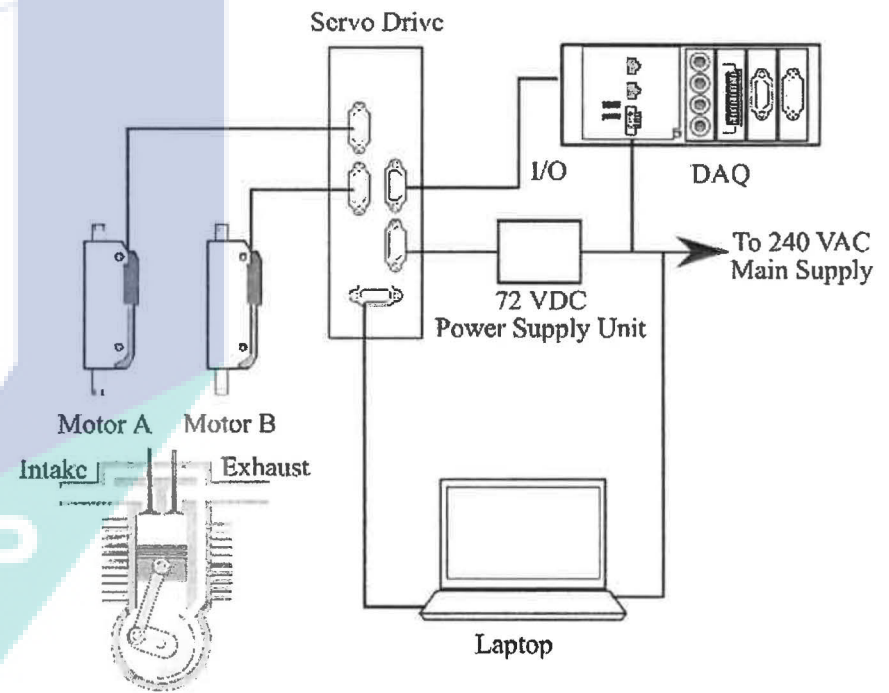 Servo Drive
I/O
DAQ
To 240 VAC
Main Supply
72 VDC
Power Supply Unit
Motor A
Motor B
Intake
Exhaust
Laptop